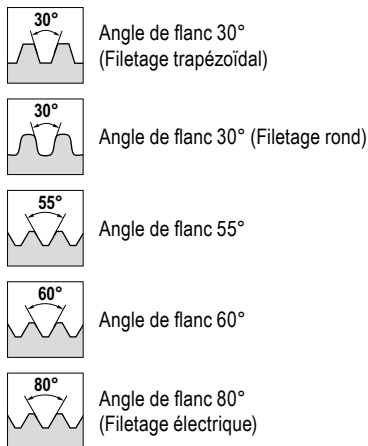 30°
Angle de flanc 30°
(Filetage trapézoïdal)
30°
Angle de flanc 30° (Filetage rond)
55°
Angle de flanc 55°
60°
Angle de flanc 60°
80°
Angle de flanc 80°
(Filetage électrique)